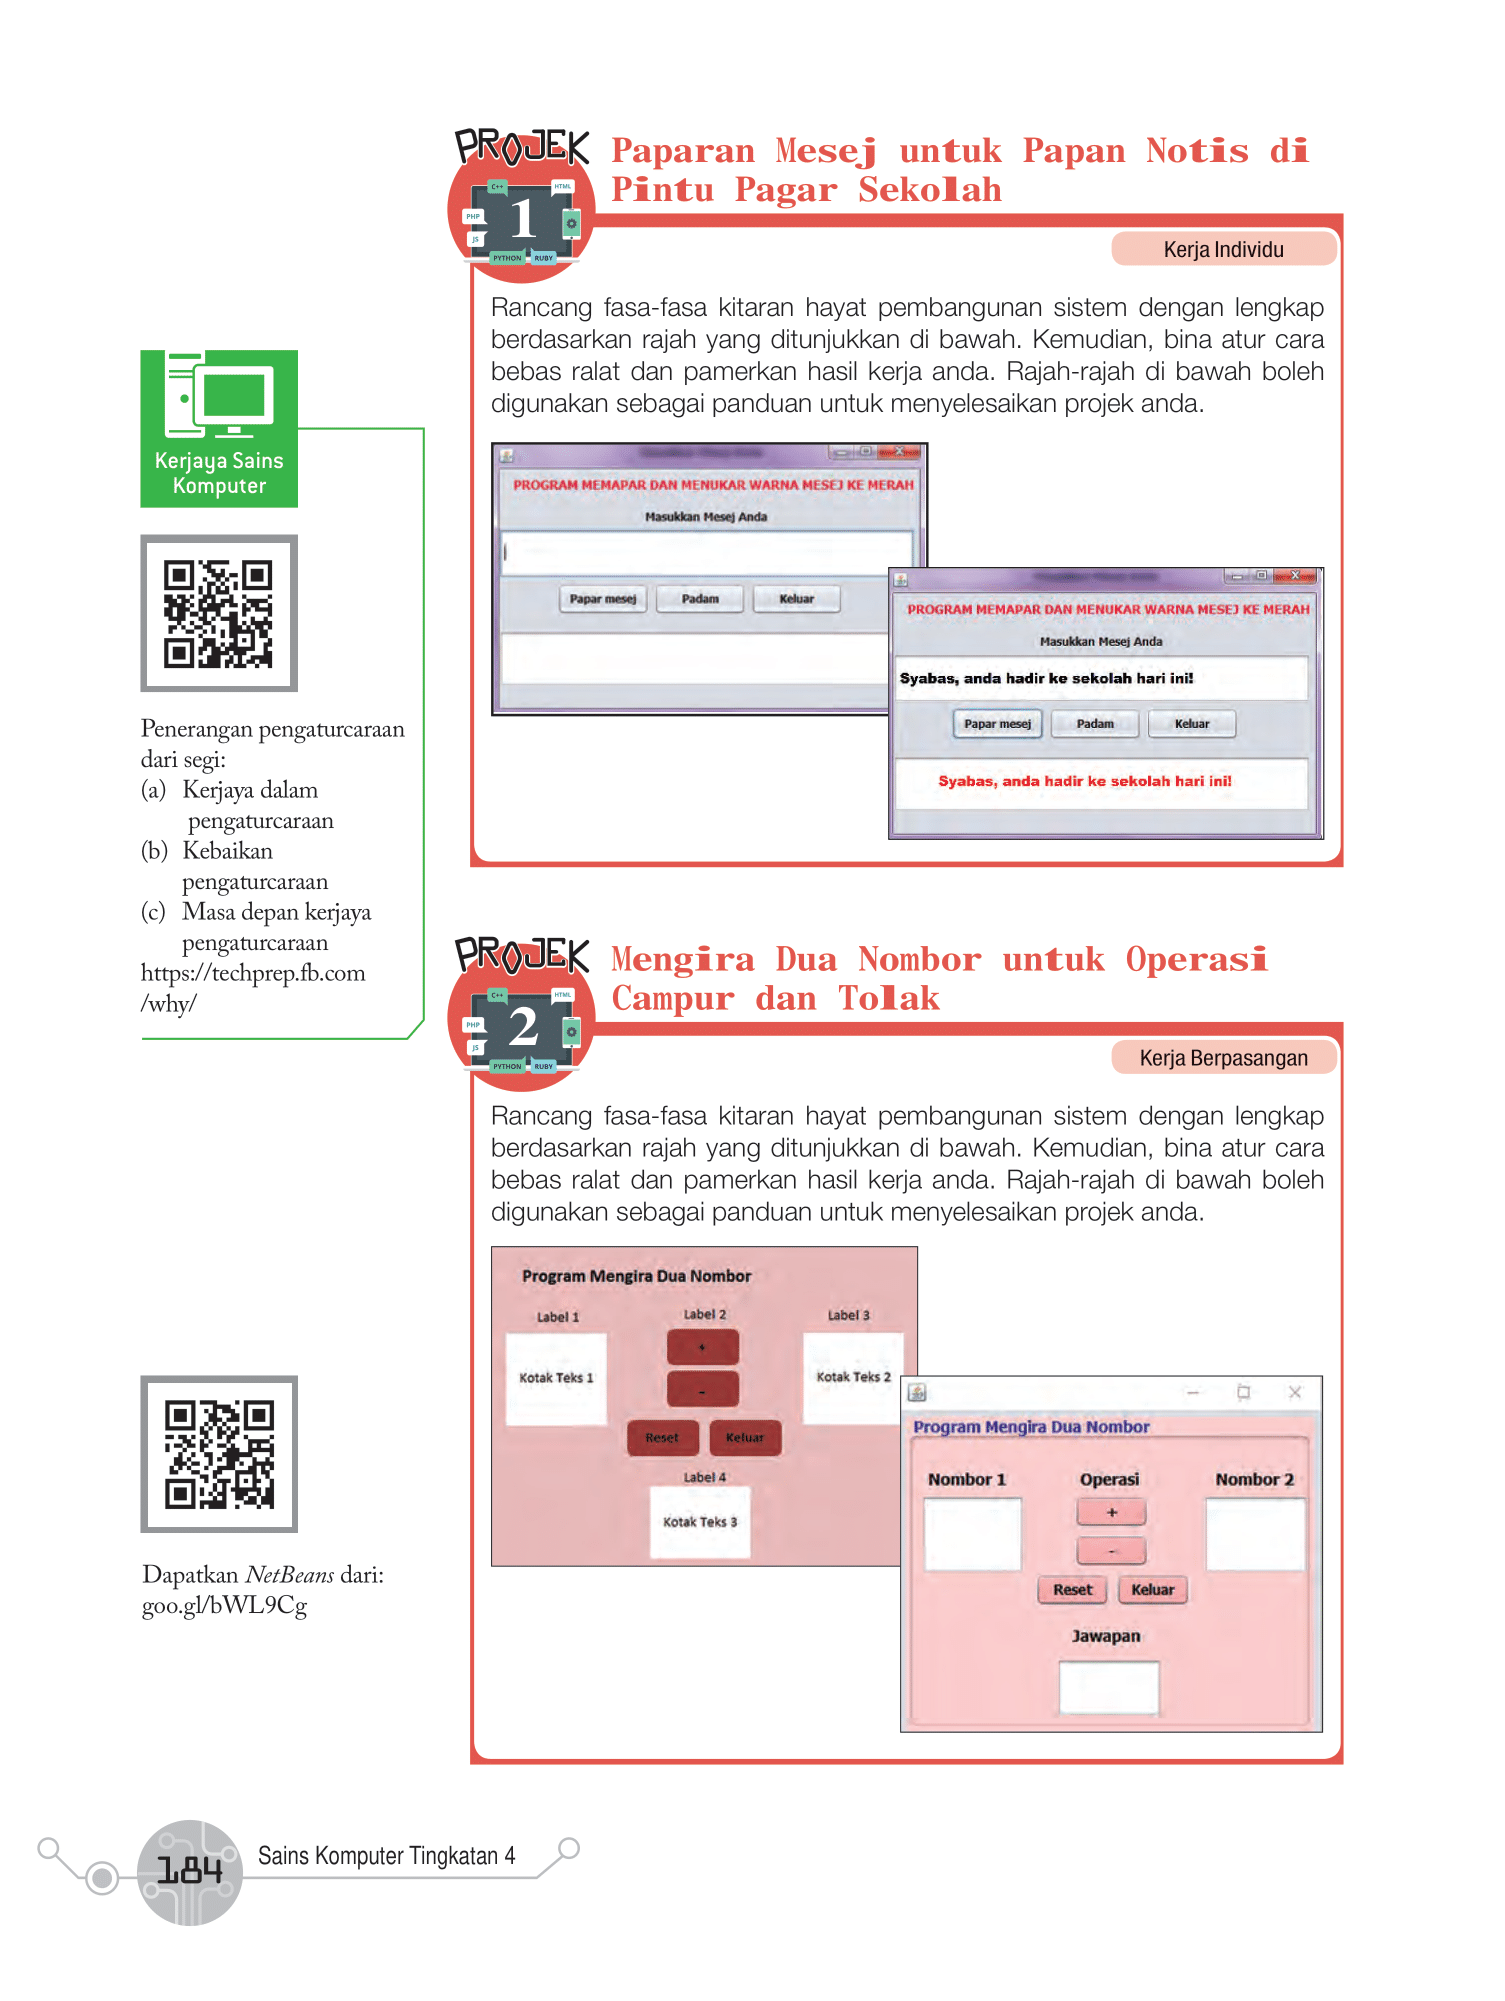 PROJEK
1
C++
HTML
PHP
JS
PYTHON
RUBY
Paparan Mesej untuk Papan Notis di
Pintu Pagar Sekolah
Kerja Individu
Rancang fasa-fasa kitaran hayat pembangunan sistem dengan lengkap
berdasarkan rajah yang ditunjukkan di bawah. Kemudian, bina atur cara
bebas ralat dan pamerkan hasil kerja anda. Rajah-rajah di bawah boleh
digunakan sebagai panduan untuk menyelesaikan projek anda.
PROGRAM MEMAPAR DAN MENUKAR WARNA MESEJ KE MERAH
Masukkan Mesej Anda
Papar mesej Padam Keluar
PROGRAM MEMAPAR DAN MENUKAR WARNA MESEJ KE MERAH
Masukkan Mesej Anda
Syabas, anda hadir ke sekolah hari ini!
Papar mesej Padam Keluar
Syabas, anda hadir ke sekolah hari ini!
Kerjaya Sains
Komputer
Penerangan pengaturcaraan
dari segi:
(a) Kerjaya dalam
pengaturcaraan
(b) Kebaikan
pengaturcaraan
(c) Masa depan kerjaya
pengaturcaraan
https://techprep.fb.com
/why/
PROJEK
2
C++
HTML
PHP
JS
PYTHON
RUBY
Mengira Dua Nombor untuk Operasi
Campur dan Tolak
Kerja Berpasangan
Rancang fasa-fasa kitaran hayat pembangunan sistem dengan lengkap
berdasarkan rajah yang ditunjukkan di bawah. Kemudian, bina atur cara
bebas ralat dan pamerkan hasil kerja anda. Rajah-rajah di bawah boleh
digunakan sebagai panduan untuk menyelesaikan projek anda.
Program Mengira Dua Nombor
Label 1 Label 2 Label 3
+
Kotak Teks 1 Kotak Teks 2
-
Reset Keluar
Label 4
Kotak Teks 3
Program Mengira Dua Nombor
Nombor 1 Operasi Nombor 2
+
-
Reset Keluar
Jawapan
Dapatkan NetBeans dari:
goo.gl/bWL9Cg
184
Sains Komputer Tingkatan 4